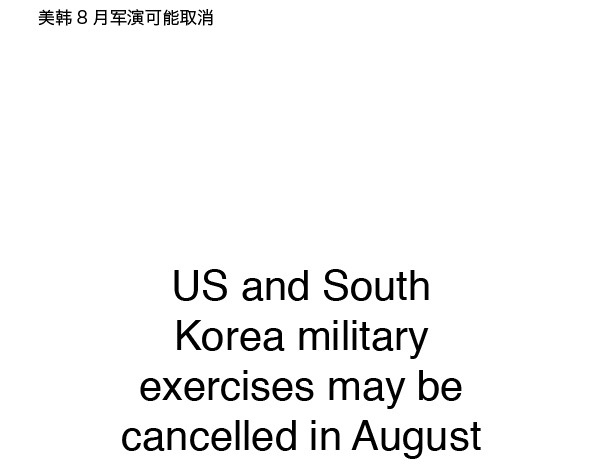 美韩 8 月军演可能取消
US and South
Korea military
exercises may be
cancelled in August